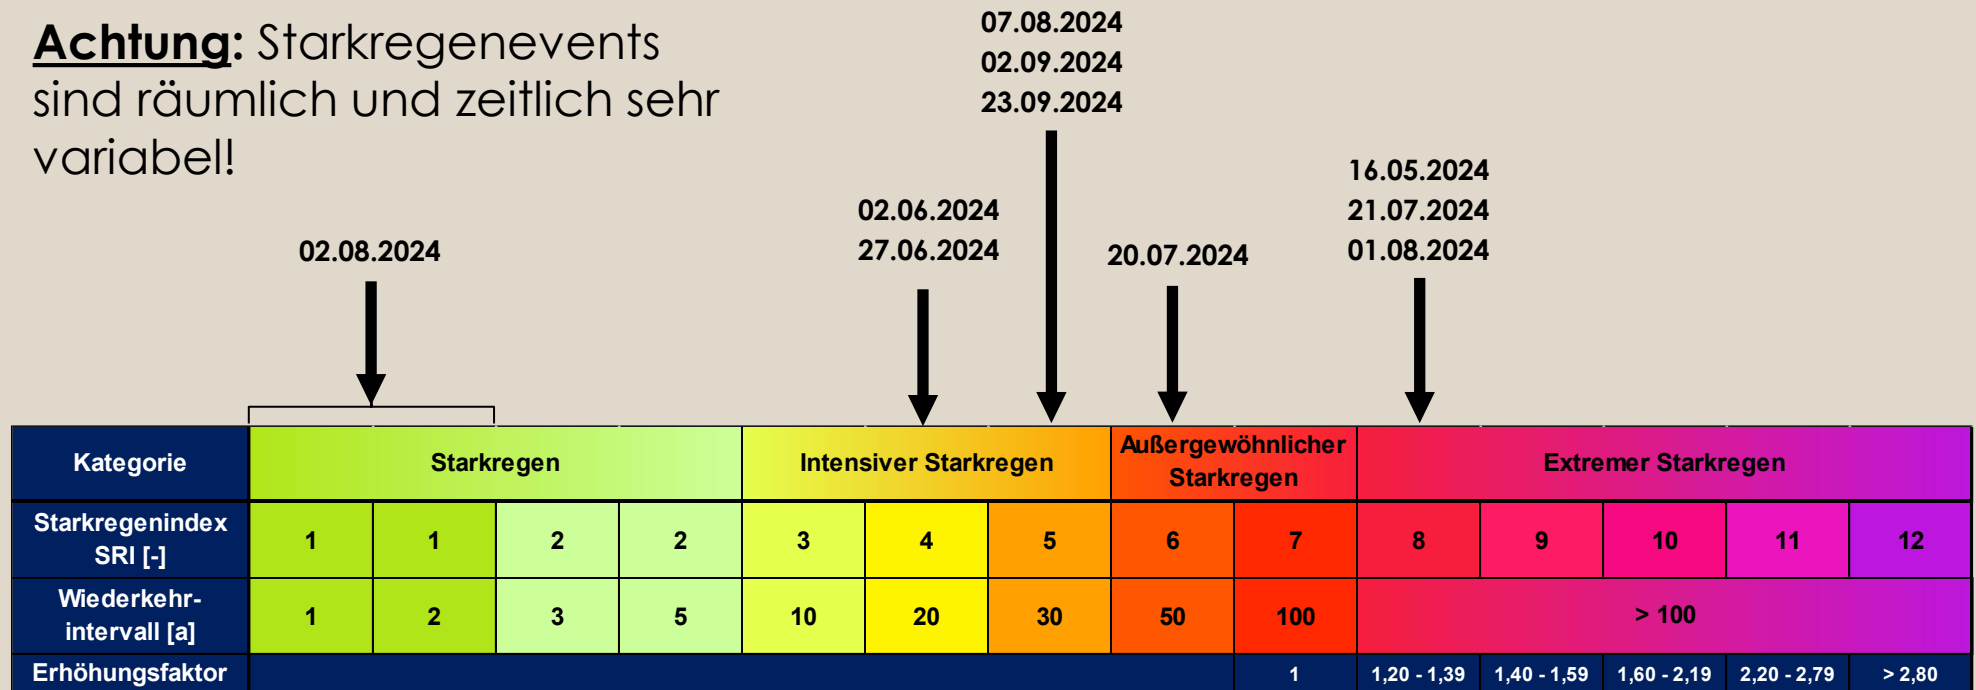 Achtung: Starkregenevents
sind räumlich und zeitlich sehr
variabel!
02.08.2024
02.06.2024
27.06.2024
07.08.2024
02.09.2024
23.09.2024
20.07.2024
16.05.2024
21.07.2024
01.08.2024
Kategorie Starkregen Intensiver Starkregen Außergewöhnlicher Starkregen Extremer Starkregen
Starkregenindex
SRI [-] 1 1 2 2 3 4 5 6 7 8 9 10 11 12
Wiederkehr-
intervall [a] 1 2 3 5 10 20 30 50 100 > 100
Erhöhungsfaktor 1 1,20 - 1,39 1,40 - 1,59 1,60 - 2,19 2,20 - 2,79 > 2,80